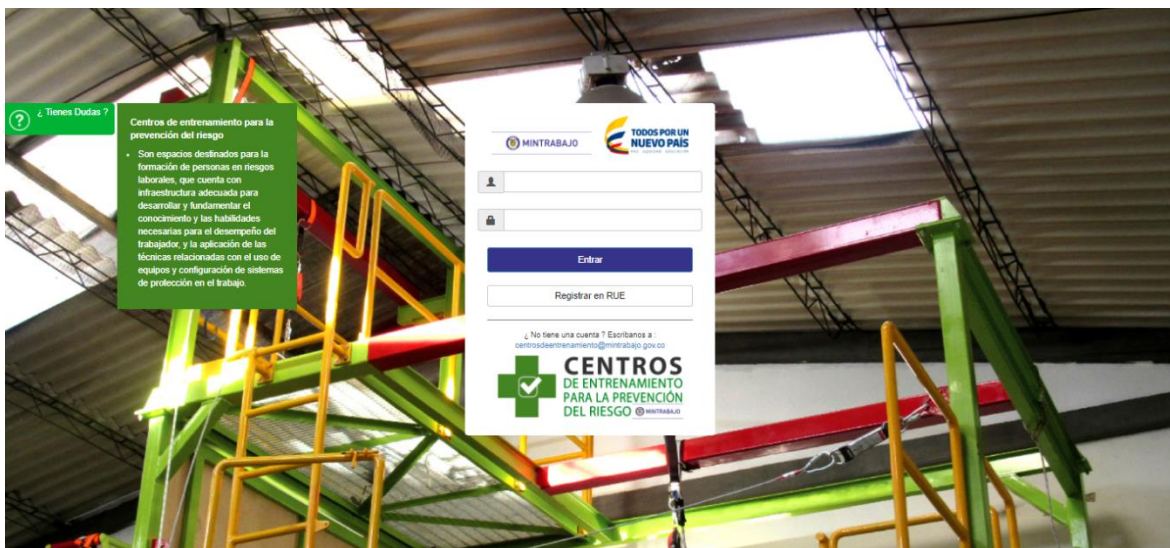 ¿ Tienes Dudas ?
Centros de entrenamiento para la
prevención del riesgo
Son espacios destinados para la
formación de personas en riesgos
laborales, que cuenta con
infraestructura adecuada para
desarrollar y fundamentar el
conocimiento y las habilidades
necesarias para el desempeño del
trabajador, y la aplicación de las
técnicas relacionadas con el uso de
equipos y configuración de sistemas
de protección en el trabajo.
MINTRABAJO
TODOS POR UN
NUEVO PAÍS
Entrar
Registrar en RUE
¿ No tiene una cuenta ? Escribanos a :
centrosdeentrenamiento@mintrabajo.gov.co
CENTROS
DE ENTRENAMIENTO
PARA LA PREVENCIÓN
DEL RIESGO MINTRABAJO